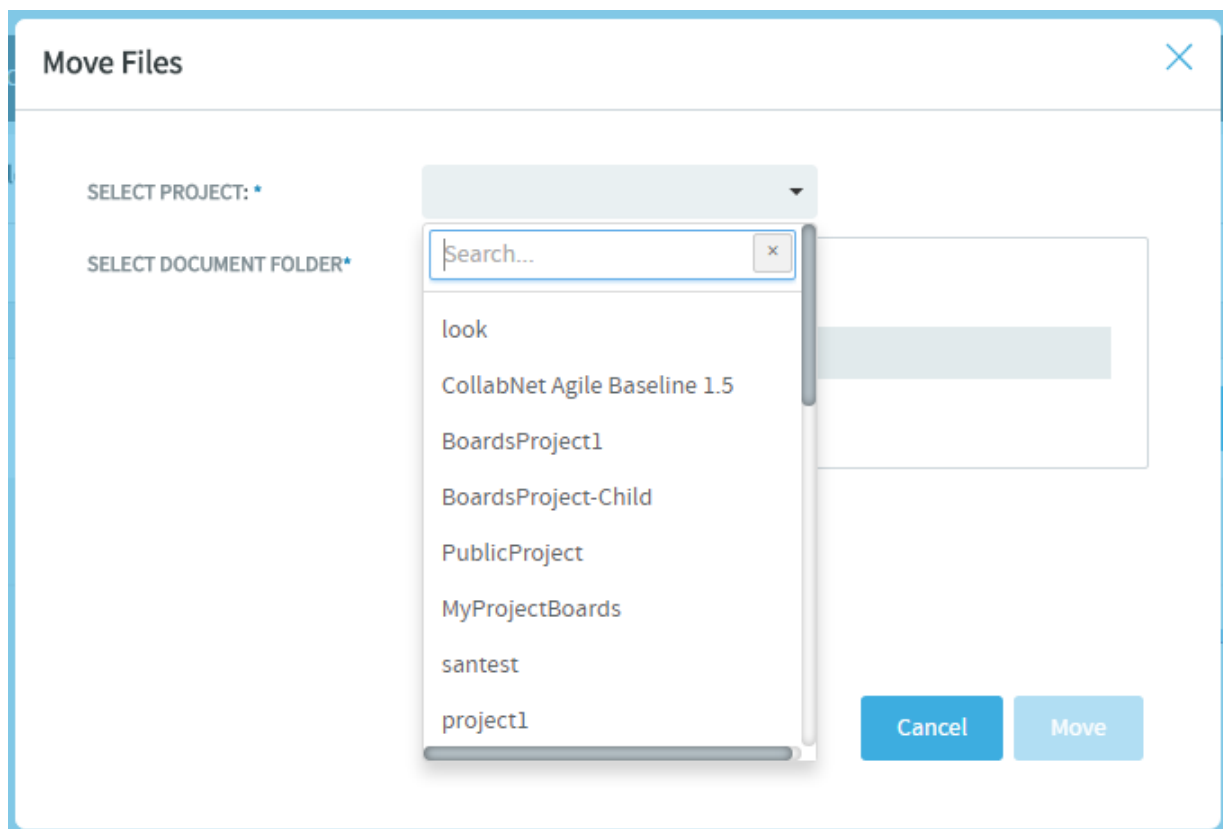 Move Files
SELECT PROJECT: *
Search...
SELECT DOCUMENT FOLDER*
look
CollabNet Agile Baseline 1.5
BoardsProject1
BoardsProject-Child
PublicProject
MyProjectBoards
santest
project1
Cancel
Move